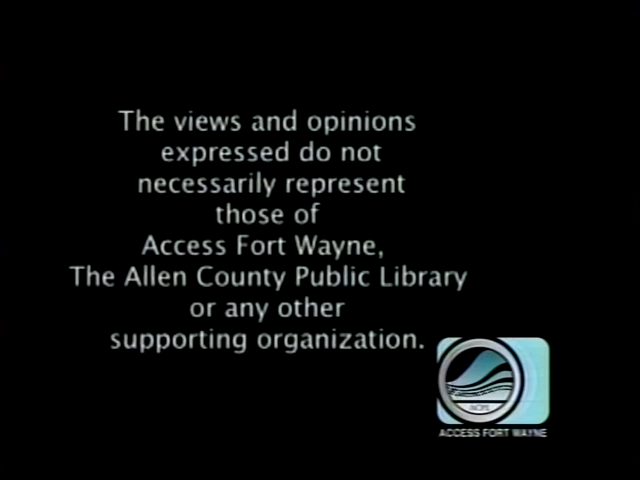 The views and opinions
expressed do not
necessarily represent
those of
Access Fort Wayne,
The Allen County Public Library
or any other
supporting organization.
ACPL
ACCESS FORT WAYNE